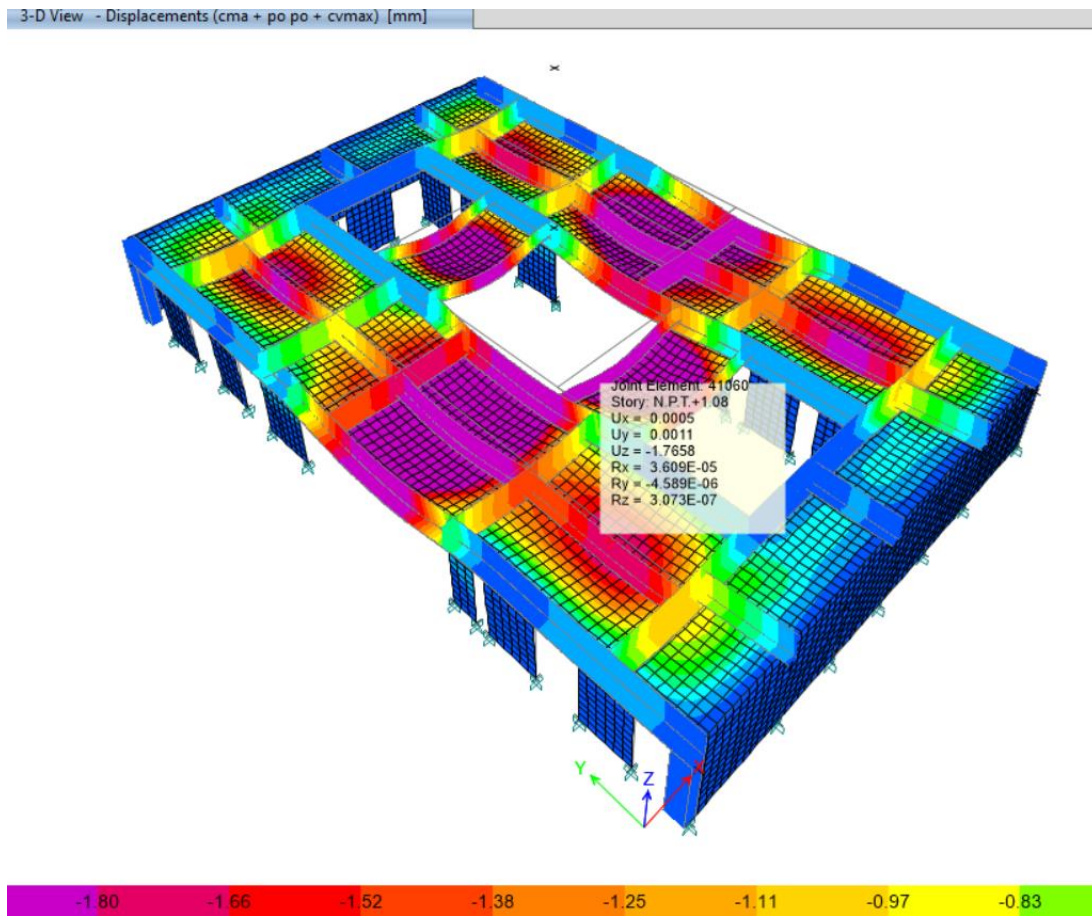 3-D View - Displacements (cma + po po + cvmax) [mm]
Joint Element: 41060
Story: N.P.T.+1.08
Ux = 0.0005
Uy = 0.0011
Uz = -1.7658
Rx = 3.609E-05
Ry = -4.589E-06
Rz = 3.073E-07
Y Z X
-1.80 -1.66 -1.52 -1.38 -1.25 -1.11 -0.97 -0.83